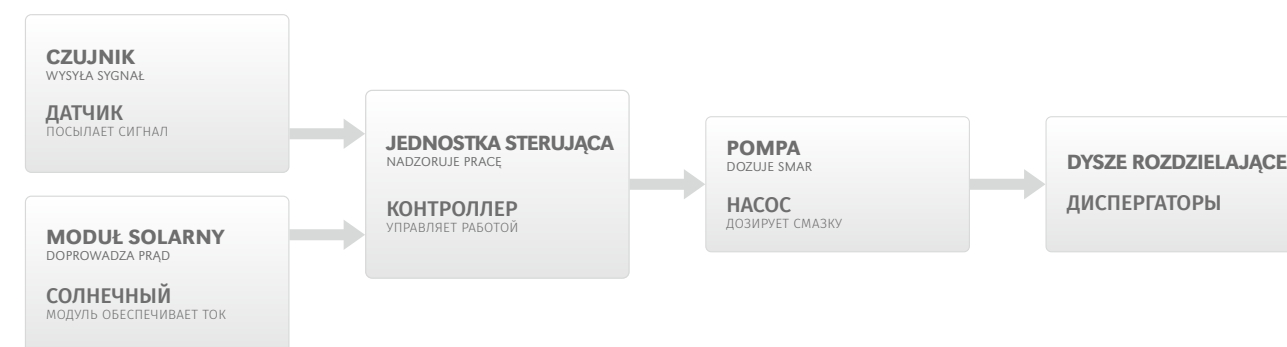 CZUJNIK
WYSYŁA SYGNAŁ
ДАТЧИК
ПОСЫЛАЕТ СИГНАЛ
MODUŁ SOLARNY
DOPROWADZA PRĄD
СОЛНЕЧНЫЙ
МОДУЛЬ ОБЕСПЕЧИВАЕТ ТОК
JEDNOSTKA STERUJĄCA
NADZORUJE PRACĘ
КОНТРОЛЛЕР
УПРАВЛЯЕТ РАБОТОЙ
POMPA
DOZUJE SMAR
НАСОС
ДОЗИРУЕТ СМАЗКУ
DYSZE ROZDZIELAJĄCE
ДИСПЕРГАТОРЫ